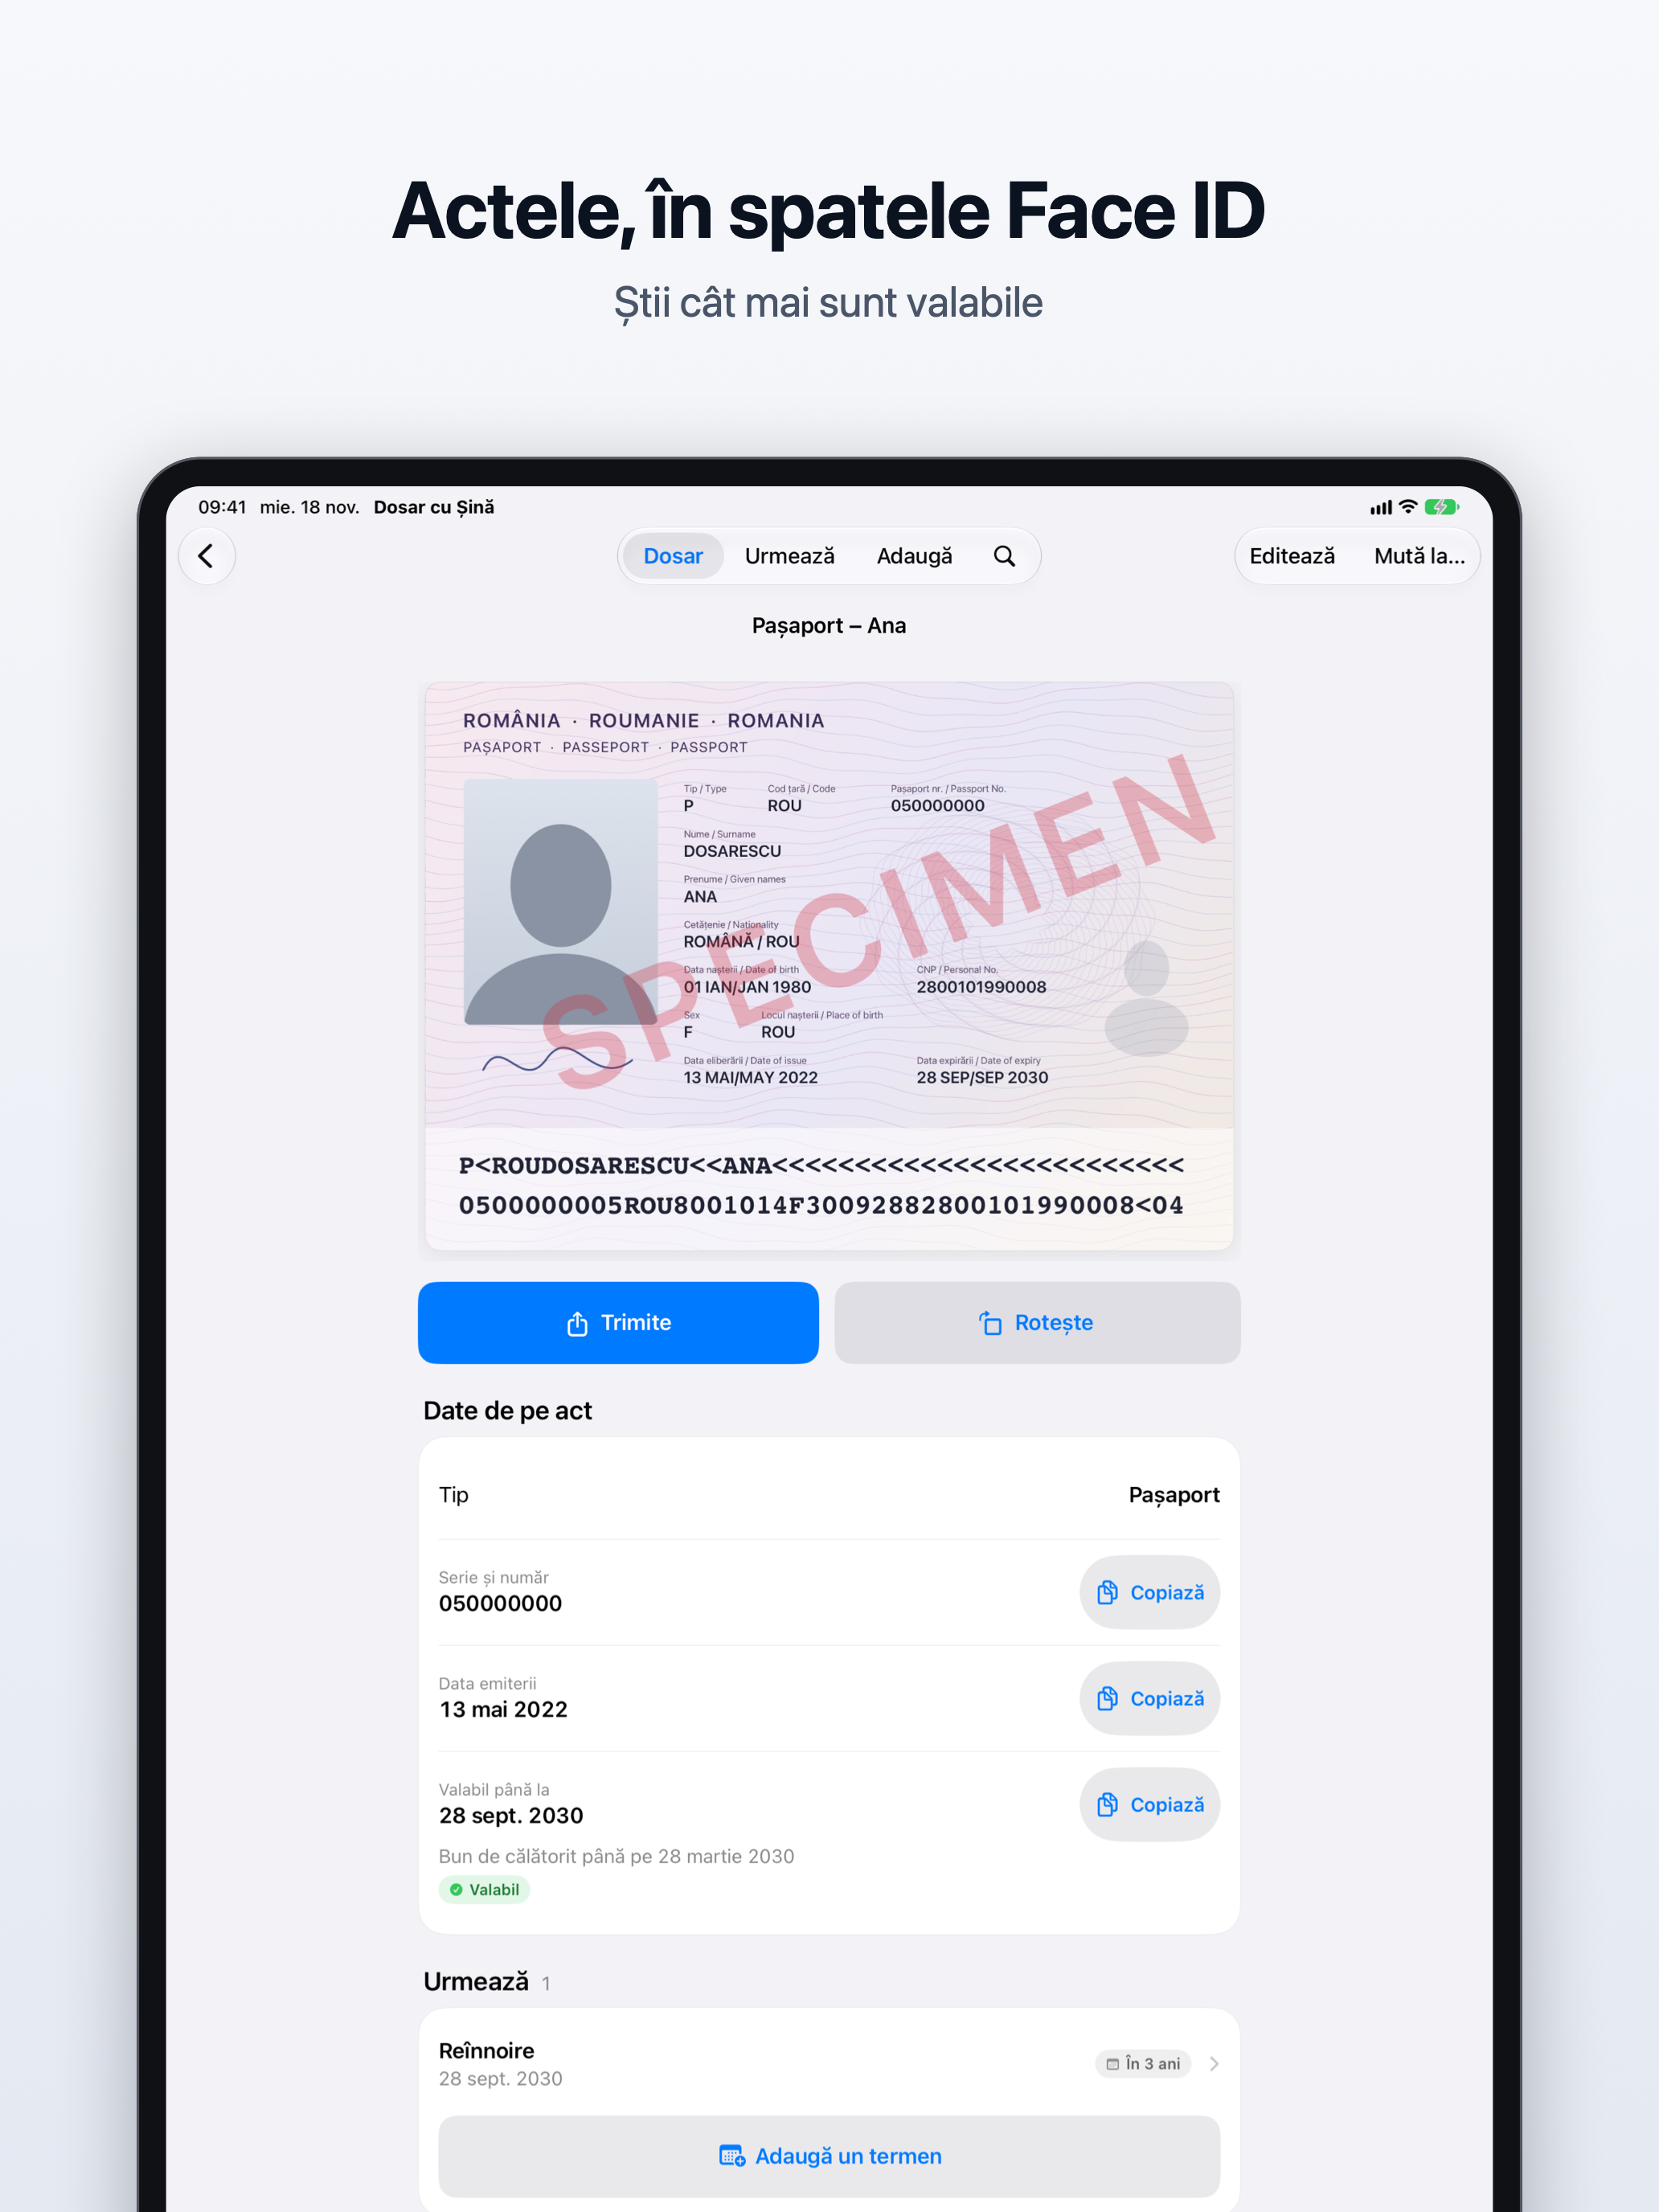 Actele, în spatele Face ID
Știi cât mai sunt valabile
09:41 mie. 18 nov. Dosar cu Șină
Dosar Urmează Adaugă
Editează Mută la...
Pașaport – Ana
ROMÂNIA · ROUMANIE · ROMANIA
PAȘAPORT · PASSEPORT · PASSPORT
Tip / Type Cod țară / Code Pașaport nr. / Passport No.
P ROU 050000000
Nume / Surname
DOSARESCU
Prenume / Given names
ANA
Cetățenie / Nationality
ROMÂNĂ / ROU
Data nașterii / Date of birth CNP / Personal No.
01 IAN/JAN 1980 2800101990008
Sex Locul nașterii / Place of birth
F ROU
Data eliberării / Date of issue Data expirării / Date of expiry
13 MAI/MAY 2022 28 SEP/SEP 2030
SPECIMEN
P<ROUDOSARESCU<<ANA<<<<<<<<<<<<<<<<<<<<<<<<<
0500000005ROU8001014F30092882800101990008<04
Trimite
Rotește
Date de pe act
Tip Pașaport
Serie și număr
050000000
Copiază
Data emiterii
13 mai 2022
Copiază
Valabil până la
28 sept. 2030
Copiază
Bun de călătorit până pe 28 martie 2030
Valabil
Urmează 1
Reînnoire
28 sept. 2030
În 3 ani
Adaugă un termen